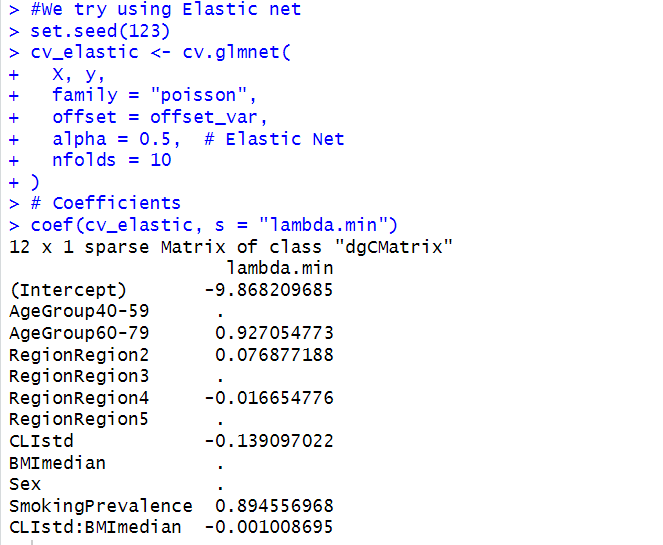 > #We try using Elastic net
> set.seed(123)
> cv_elastic <- cv.glmnet(
+   X, y,
+   family = "poisson",
+   offset = offset_var,
+   alpha = 0.5,  # Elastic Net
+   nfolds = 10
+ )
> # Coefficients
> coef(cv_elastic, s = "lambda.min")
12 x 1 sparse Matrix of class "dgCMatrix"
                    lambda.min
(Intercept)       -9.868209685
AgeGroup40-59      .
AgeGroup60-79      0.927054773
RegionRegion2      0.076877188
RegionRegion3      .
RegionRegion4     -0.016654776
RegionRegion5      .
CLIstd            -0.139097022
BMImedian          .
Sex                .
SmokingPrevalence  0.894556968
CLIstd:BMImedian  -0.001008695